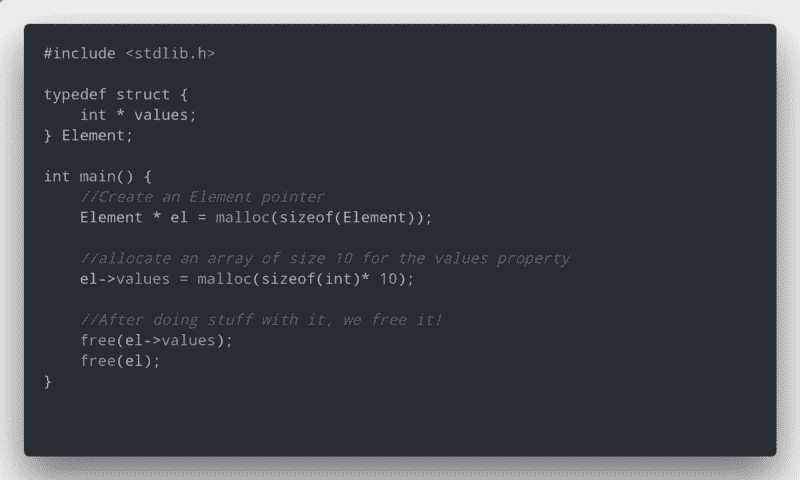 #include <stdlib.h>

typedef struct {
    int * values;
} Element;

int main() {
    //Create an Element pointer
    Element * el = malloc(sizeof(Element));

    //allocate an array of size 10 for the values property
    el->values = malloc(sizeof(int)* 10);

    //After doing stuff with it, we free it!
    free(el->values);
    free(el);
}